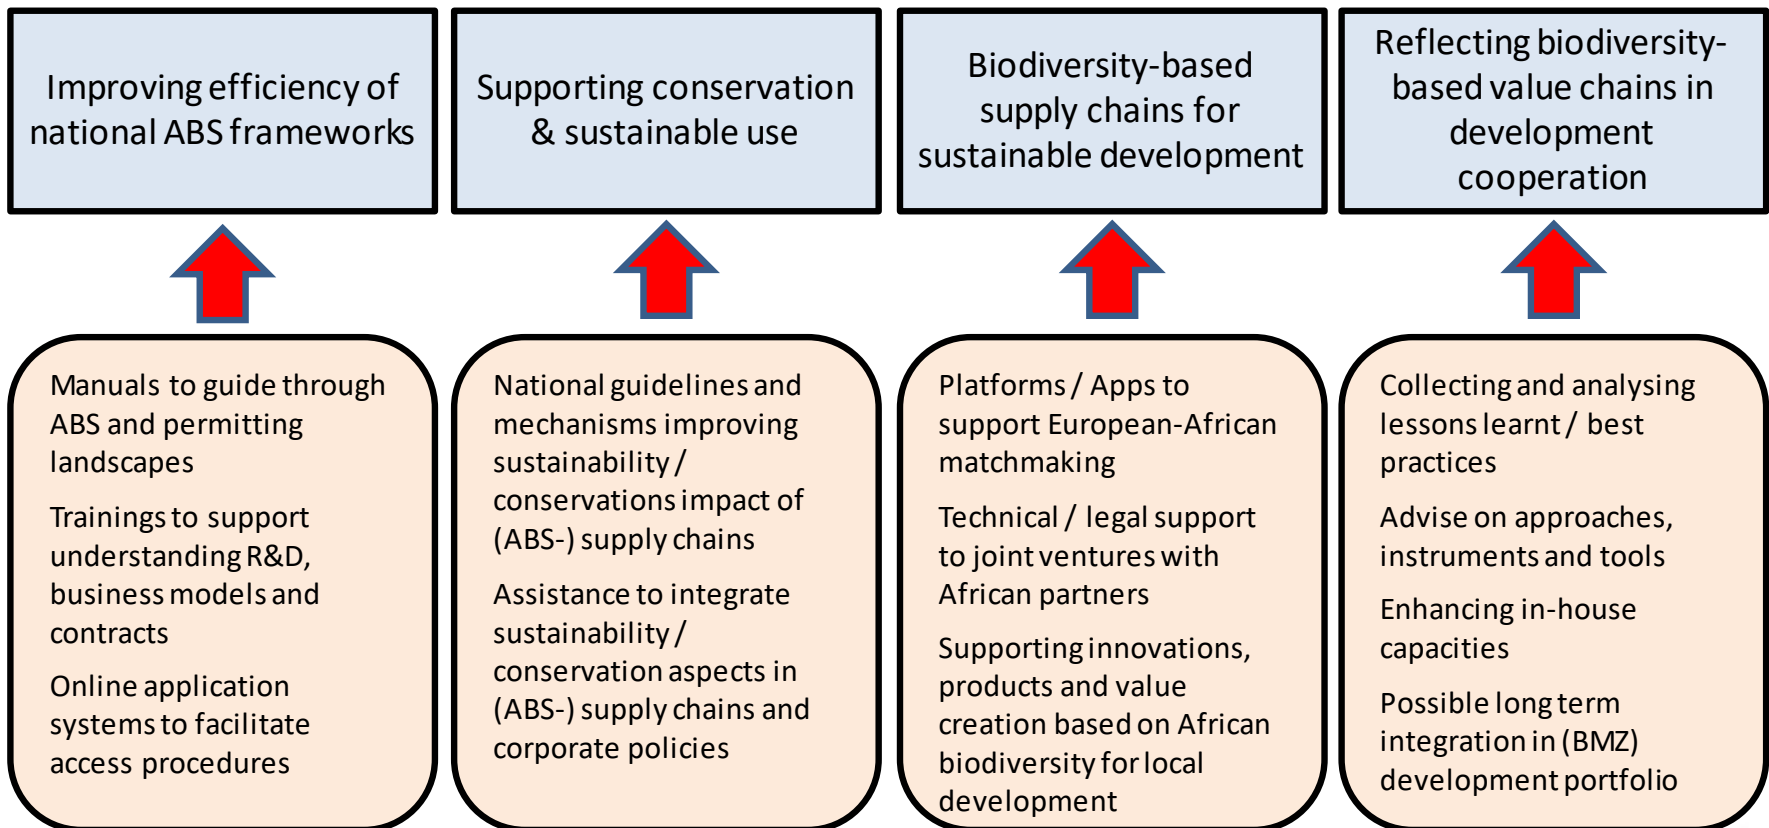 Improving efficiency of
national ABS frameworks
Supporting conservation
& sustainable use
Biodiversity-based
supply chains for
sustainable development
Reflecting biodiversity-
based value chains in
development
cooperation
Manuals to guide through
ABS and permitting
landscapes
Trainings to support
understanding R&D,
business models and
contracts
Online application
systems to facilitate
access procedures
National guidelines and
mechanisms improving
sustainability /
conservations impact of
(ABS-) supply chains
Assistance to integrate
sustainability /
conservation aspects in
(ABS-) supply chains and
corporate policies
Platforms / Apps to
support European-African
matchmaking
Technical / legal support
to joint ventures with
African partners
Supporting innovations,
products and value
creation based on African
biodiversity for local
development
Collecting and analysing
lessons learnt / best
practices
Advise on approaches,
instruments and tools
Enhancing in-house
capacities
Possible long term
integration in (BMZ)
development portfolio